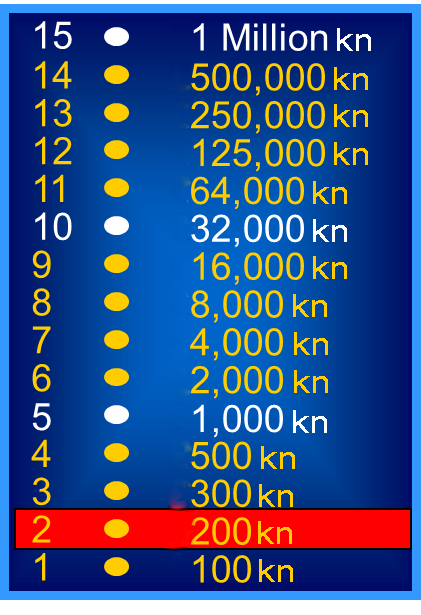 15 1 Million kn
14 500,000 kn
13 250,000 kn
12 125,000 kn
11 64,000 kn
10 32,000 kn
9 16,000 kn
8 8,000 kn
7 4,000 kn
6 2,000 kn
5 1,000 kn
4 500 kn
3 300 kn
2 200 kn
1 100 kn